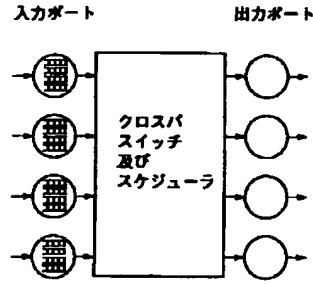 入力ポート
出力ポート
クロスバ
スイッチ
及び
スケジューラ